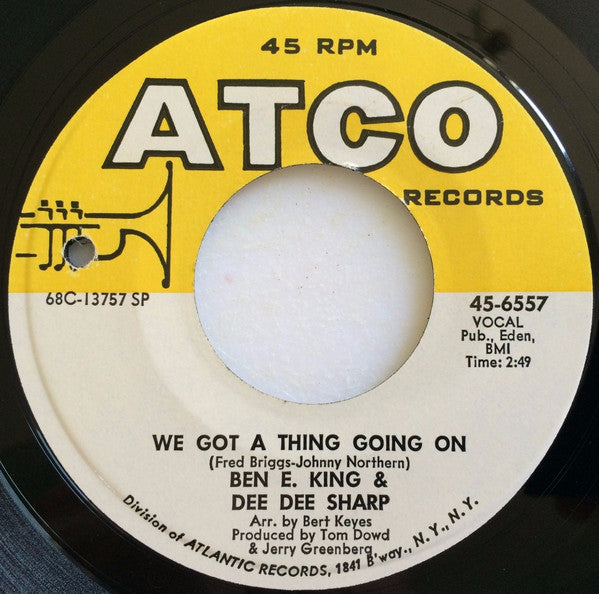 45 RPM
ATCO
RECORDS
68C-13757 SP
45-6557
VOCAL
Pub., Eden,
BMI
Time: 2:49
WE GOT A THING GOING ON
(Fred Briggs-Johnny Northern)
BEN E. KING &
DEE DEE SHARP
Arr. by Bert Keyes
Produced by Tom Dowd
& Jerry Greenberg
Division of ATLANTIC RECORDS, 1841 B'way., N.Y., N.Y.